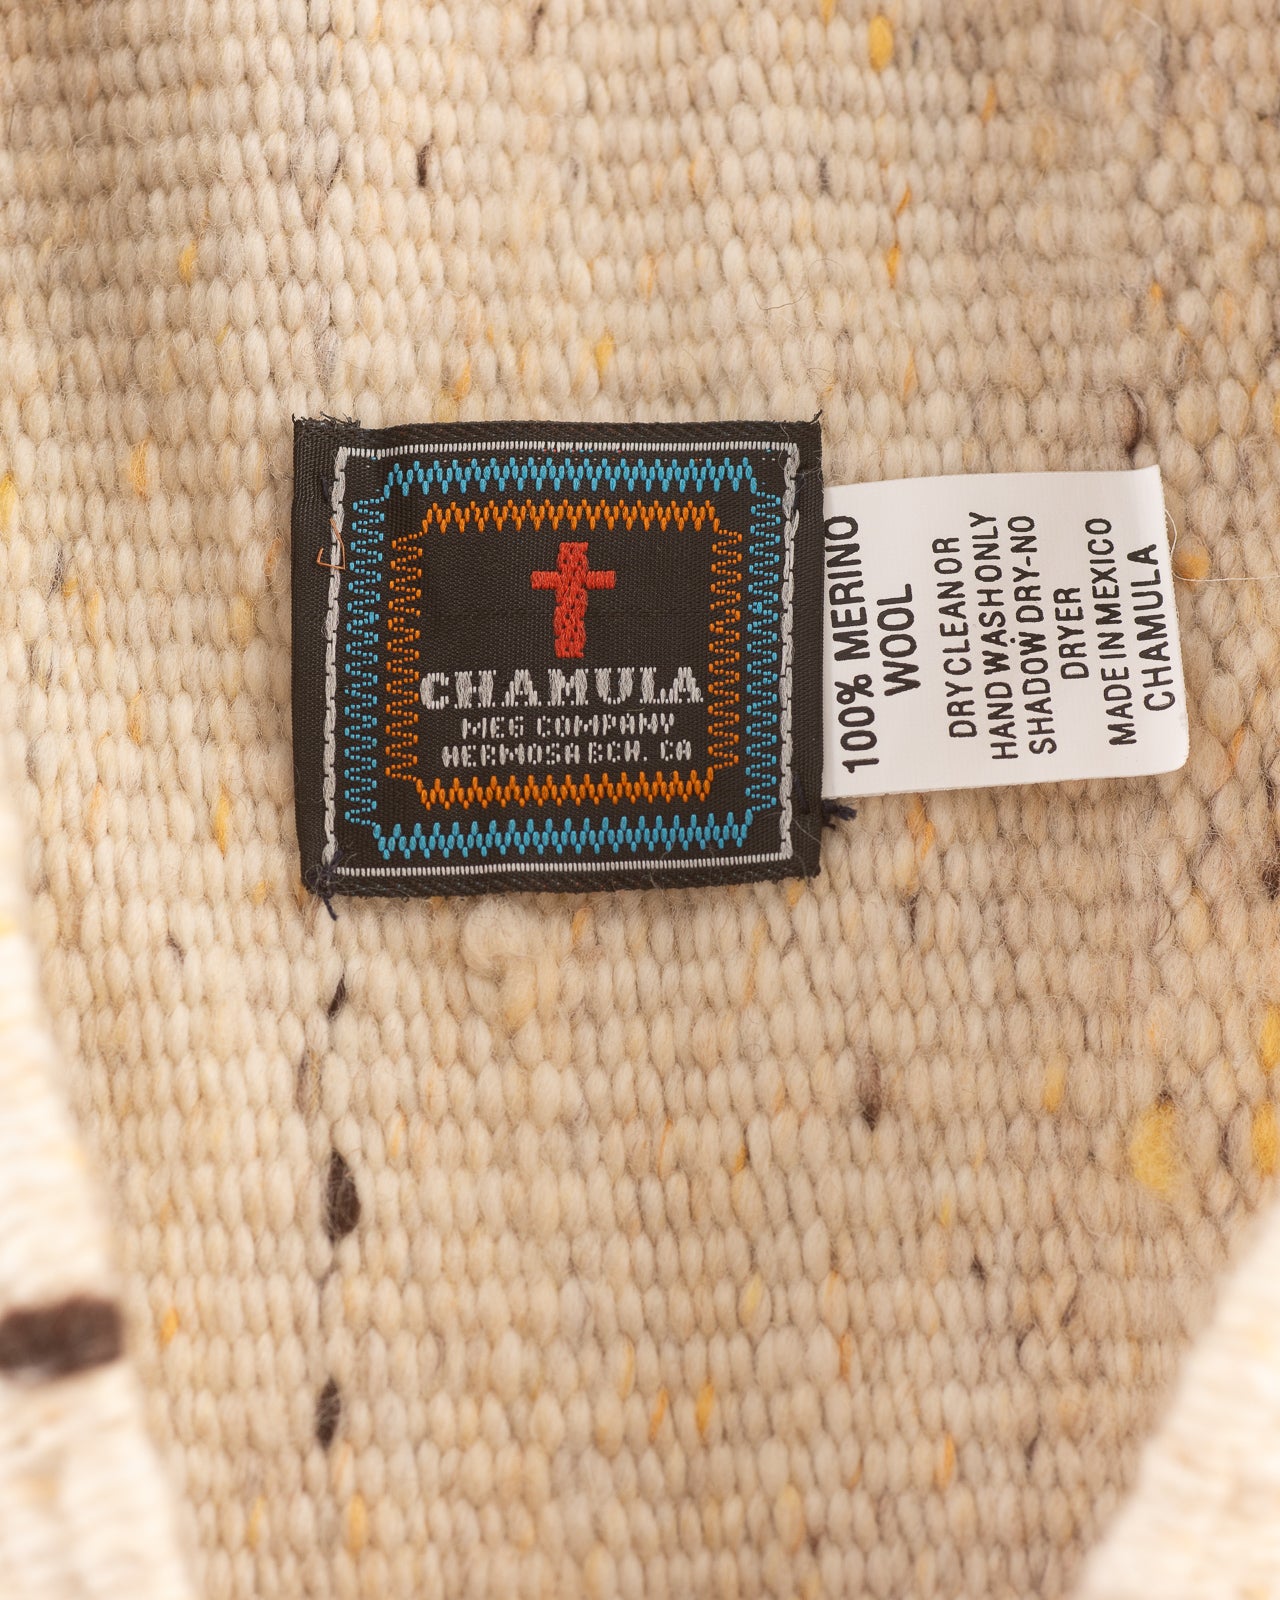 CHAMULA
MEG COMPANY
HERMOSA BCH. CA
100% MERINO
WOOL
DRY CLEAN OR
HAND WASH ONLY
SHADOW DRY-NO
DRYER
MADE IN MEXICO
CHAMULA